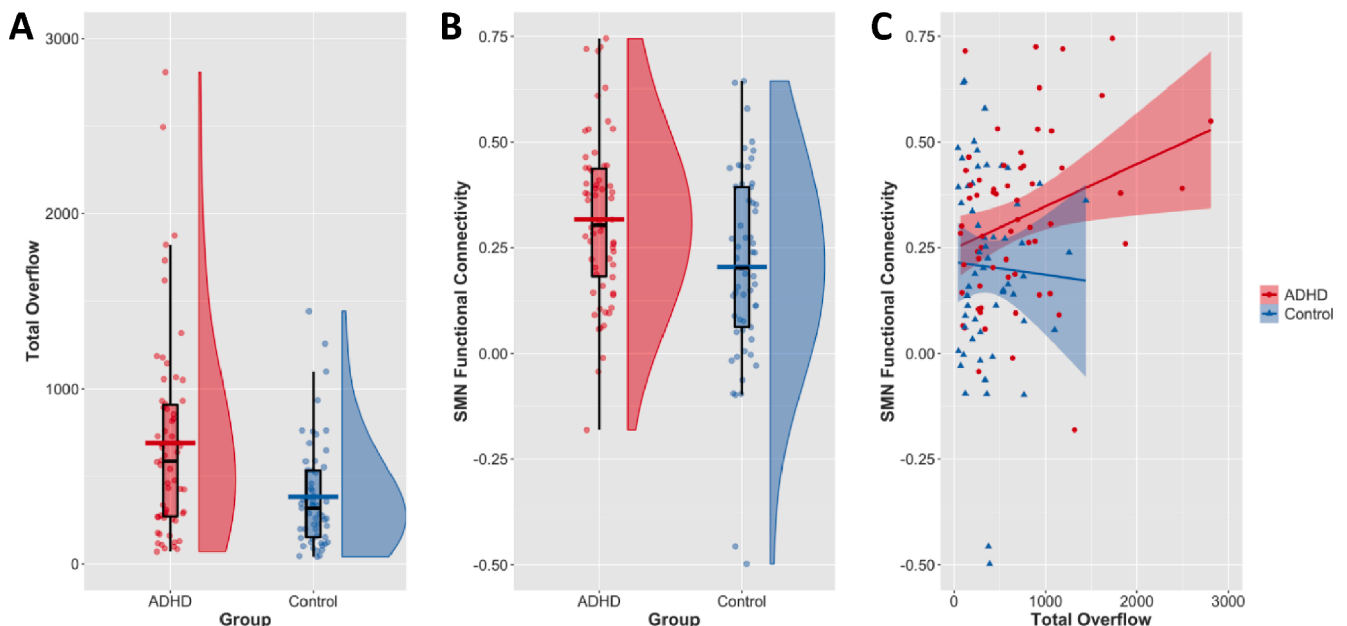 A
3000
2000
1000
0
Total Overflow
ADHD
Control
Group
B
0.75
0.50
0.25
0.00
-0.25
-0.50
SMN Functional Connectivity
ADHD
Control
Group
C
0.75
0.50
0.25
0.00
-0.25
-0.50
SMN Functional Connectivity
0
1000
2000
3000
Total Overflow
ADHD
Control